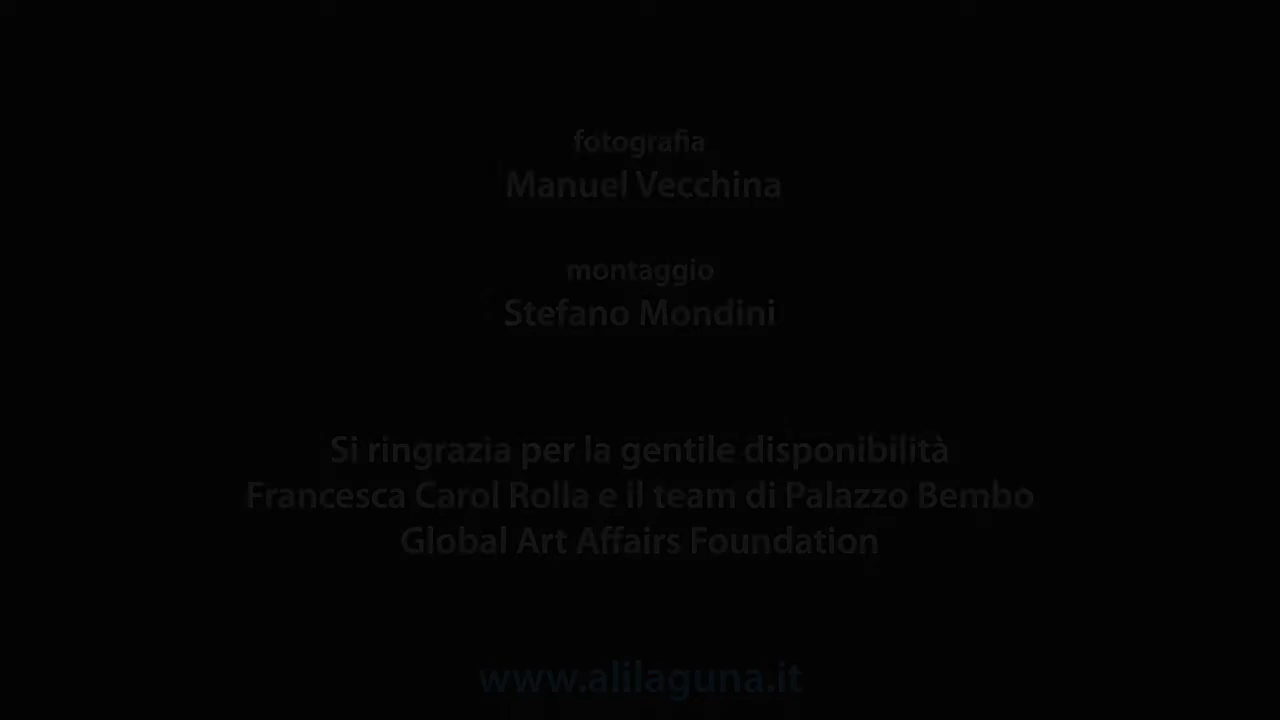 fotografia
Manuel Vecchina
montaggio
Stefano Mondini
Si ringrazia per la gentile disponibilità
Francesca Carol Rolla e il team di Palazzo Bembo
Global Art Affairs Foundation
www.alilaguna.it